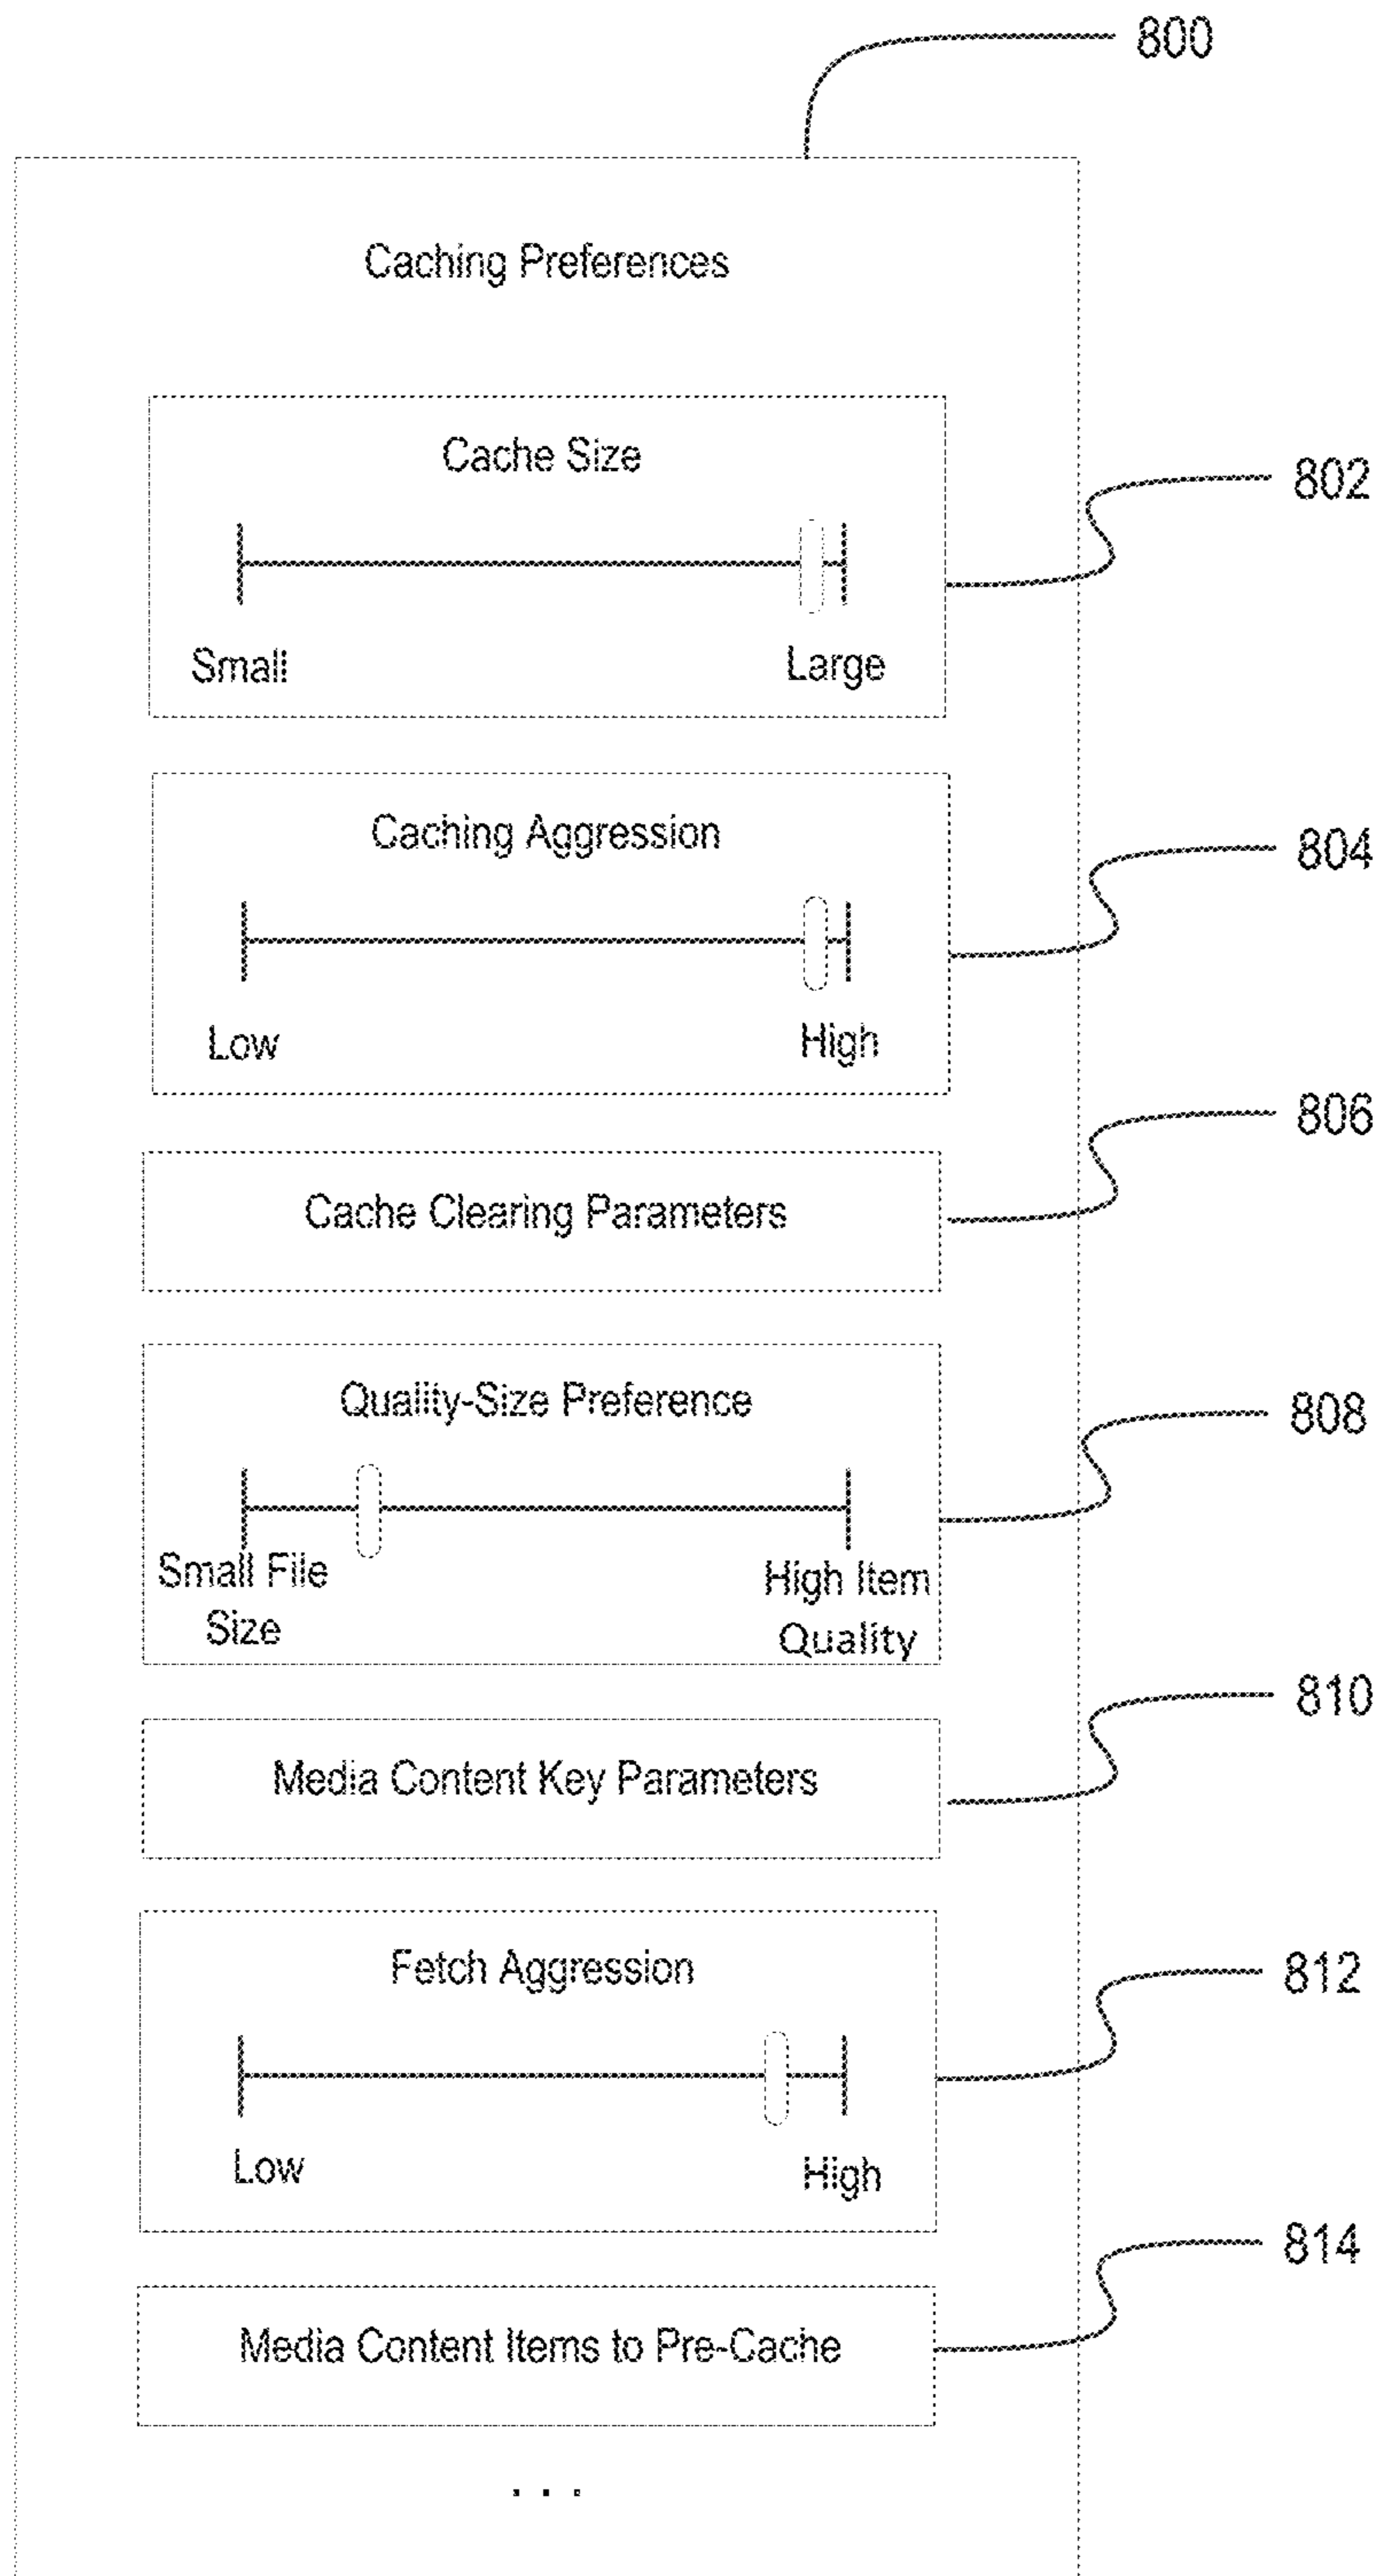 800
Caching Preferences
Cache Size
802
Small Large
Caching Aggression
804
Low High
806
Cache Clearing Parameters
Quality-Size Preference
808
Small File Size
High Item Quality
810
Media Content Key Parameters
Fetch Aggression
812
Low High
814
Media Content Items to Pre-Cache
...